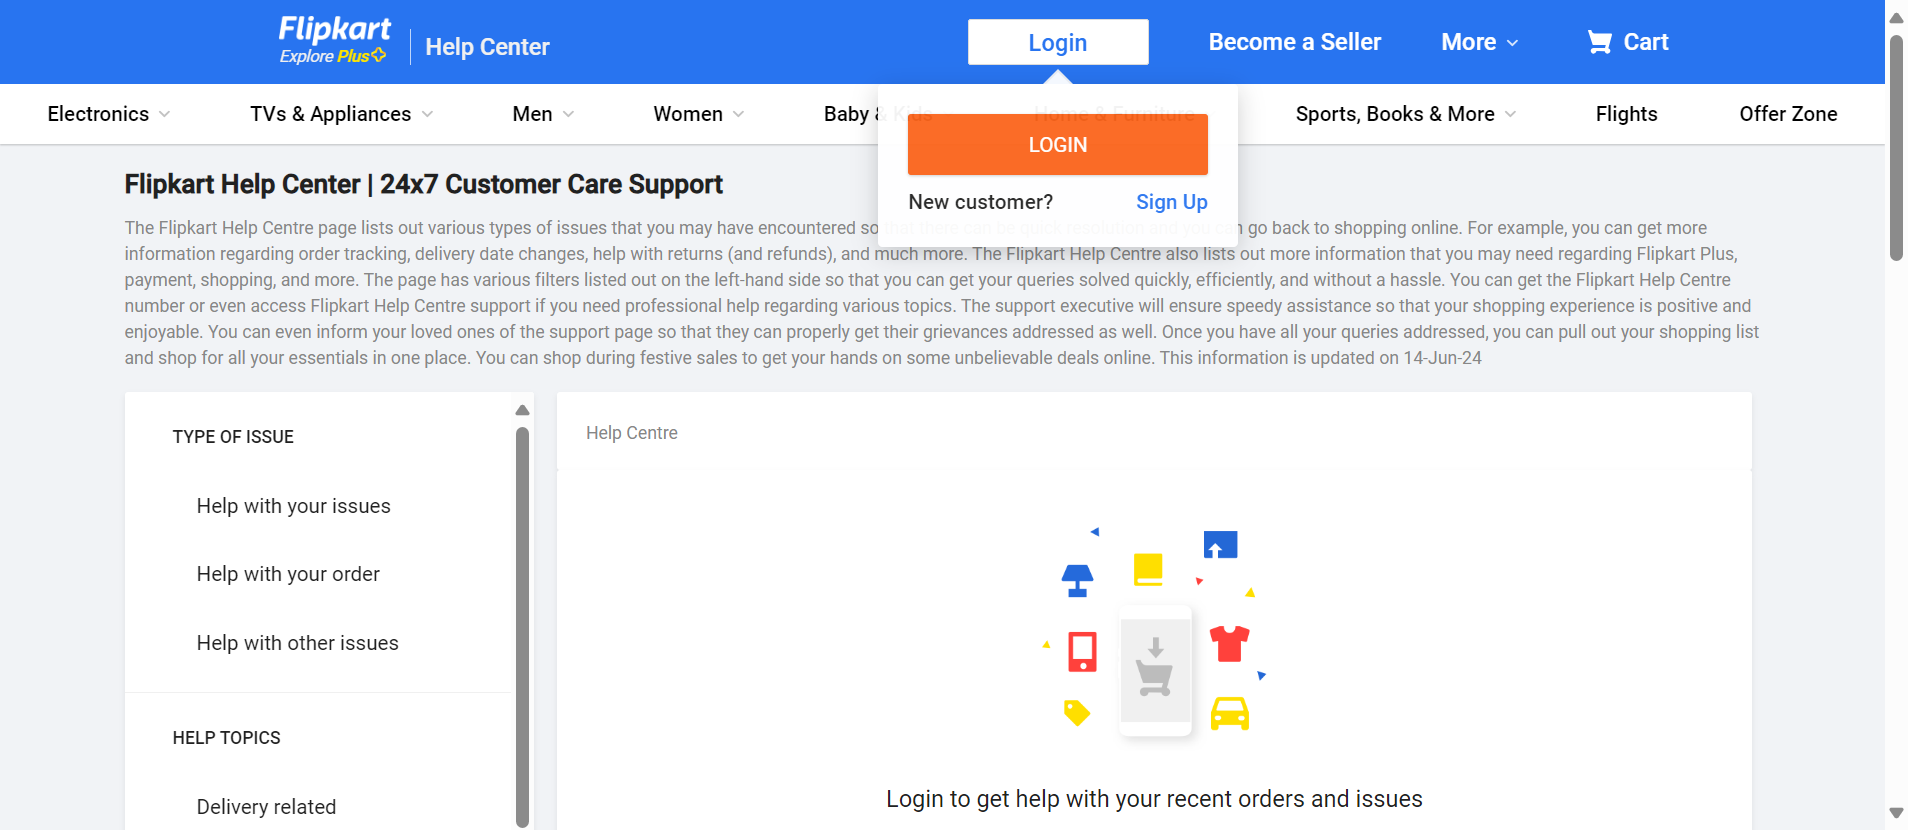 Flipkart
Explore Plus
Help Center
Login
Become a Seller
More
Cart
Electronics
TVs & Appliances
Men
Women
Baby & Kids
Home & Furniture
Sports, Books & More
Flights
Offer Zone
LOGIN
New customer?
Sign Up
Flipkart Help Center | 24x7 Customer Care Support
The Flipkart Help Centre page lists out various types of issues that you may have encountered so that there can be quick resolution and you can go back to shopping online. For example, you can get more
information regarding order tracking, delivery date changes, help with returns (and refunds), and much more. The Flipkart Help Centre also lists out more information that you may need regarding Flipkart Plus,
payment, shopping, and more. The page has various filters listed out on the left-hand side so that you can get your queries solved quickly, efficiently, and without a hassle. You can get the Flipkart Help Centre
number or even access Flipkart Help Centre support if you need professional help regarding various topics. The support executive will ensure speedy assistance so that your shopping experience is positive and
enjoyable. You can even inform your loved ones of the support page so that they can properly get their grievances addressed as well. Once you have all your queries addressed, you can pull out your shopping list
and shop for all your essentials in one place. You can shop during festive sales to get your hands on some unbelievable deals online. This information is updated on 14-Jun-24
TYPE OF ISSUE
Help with your issues
Help with your order
Help with other issues
HELP TOPICS
Delivery related
Help Centre
Login to get help with your recent orders and issues